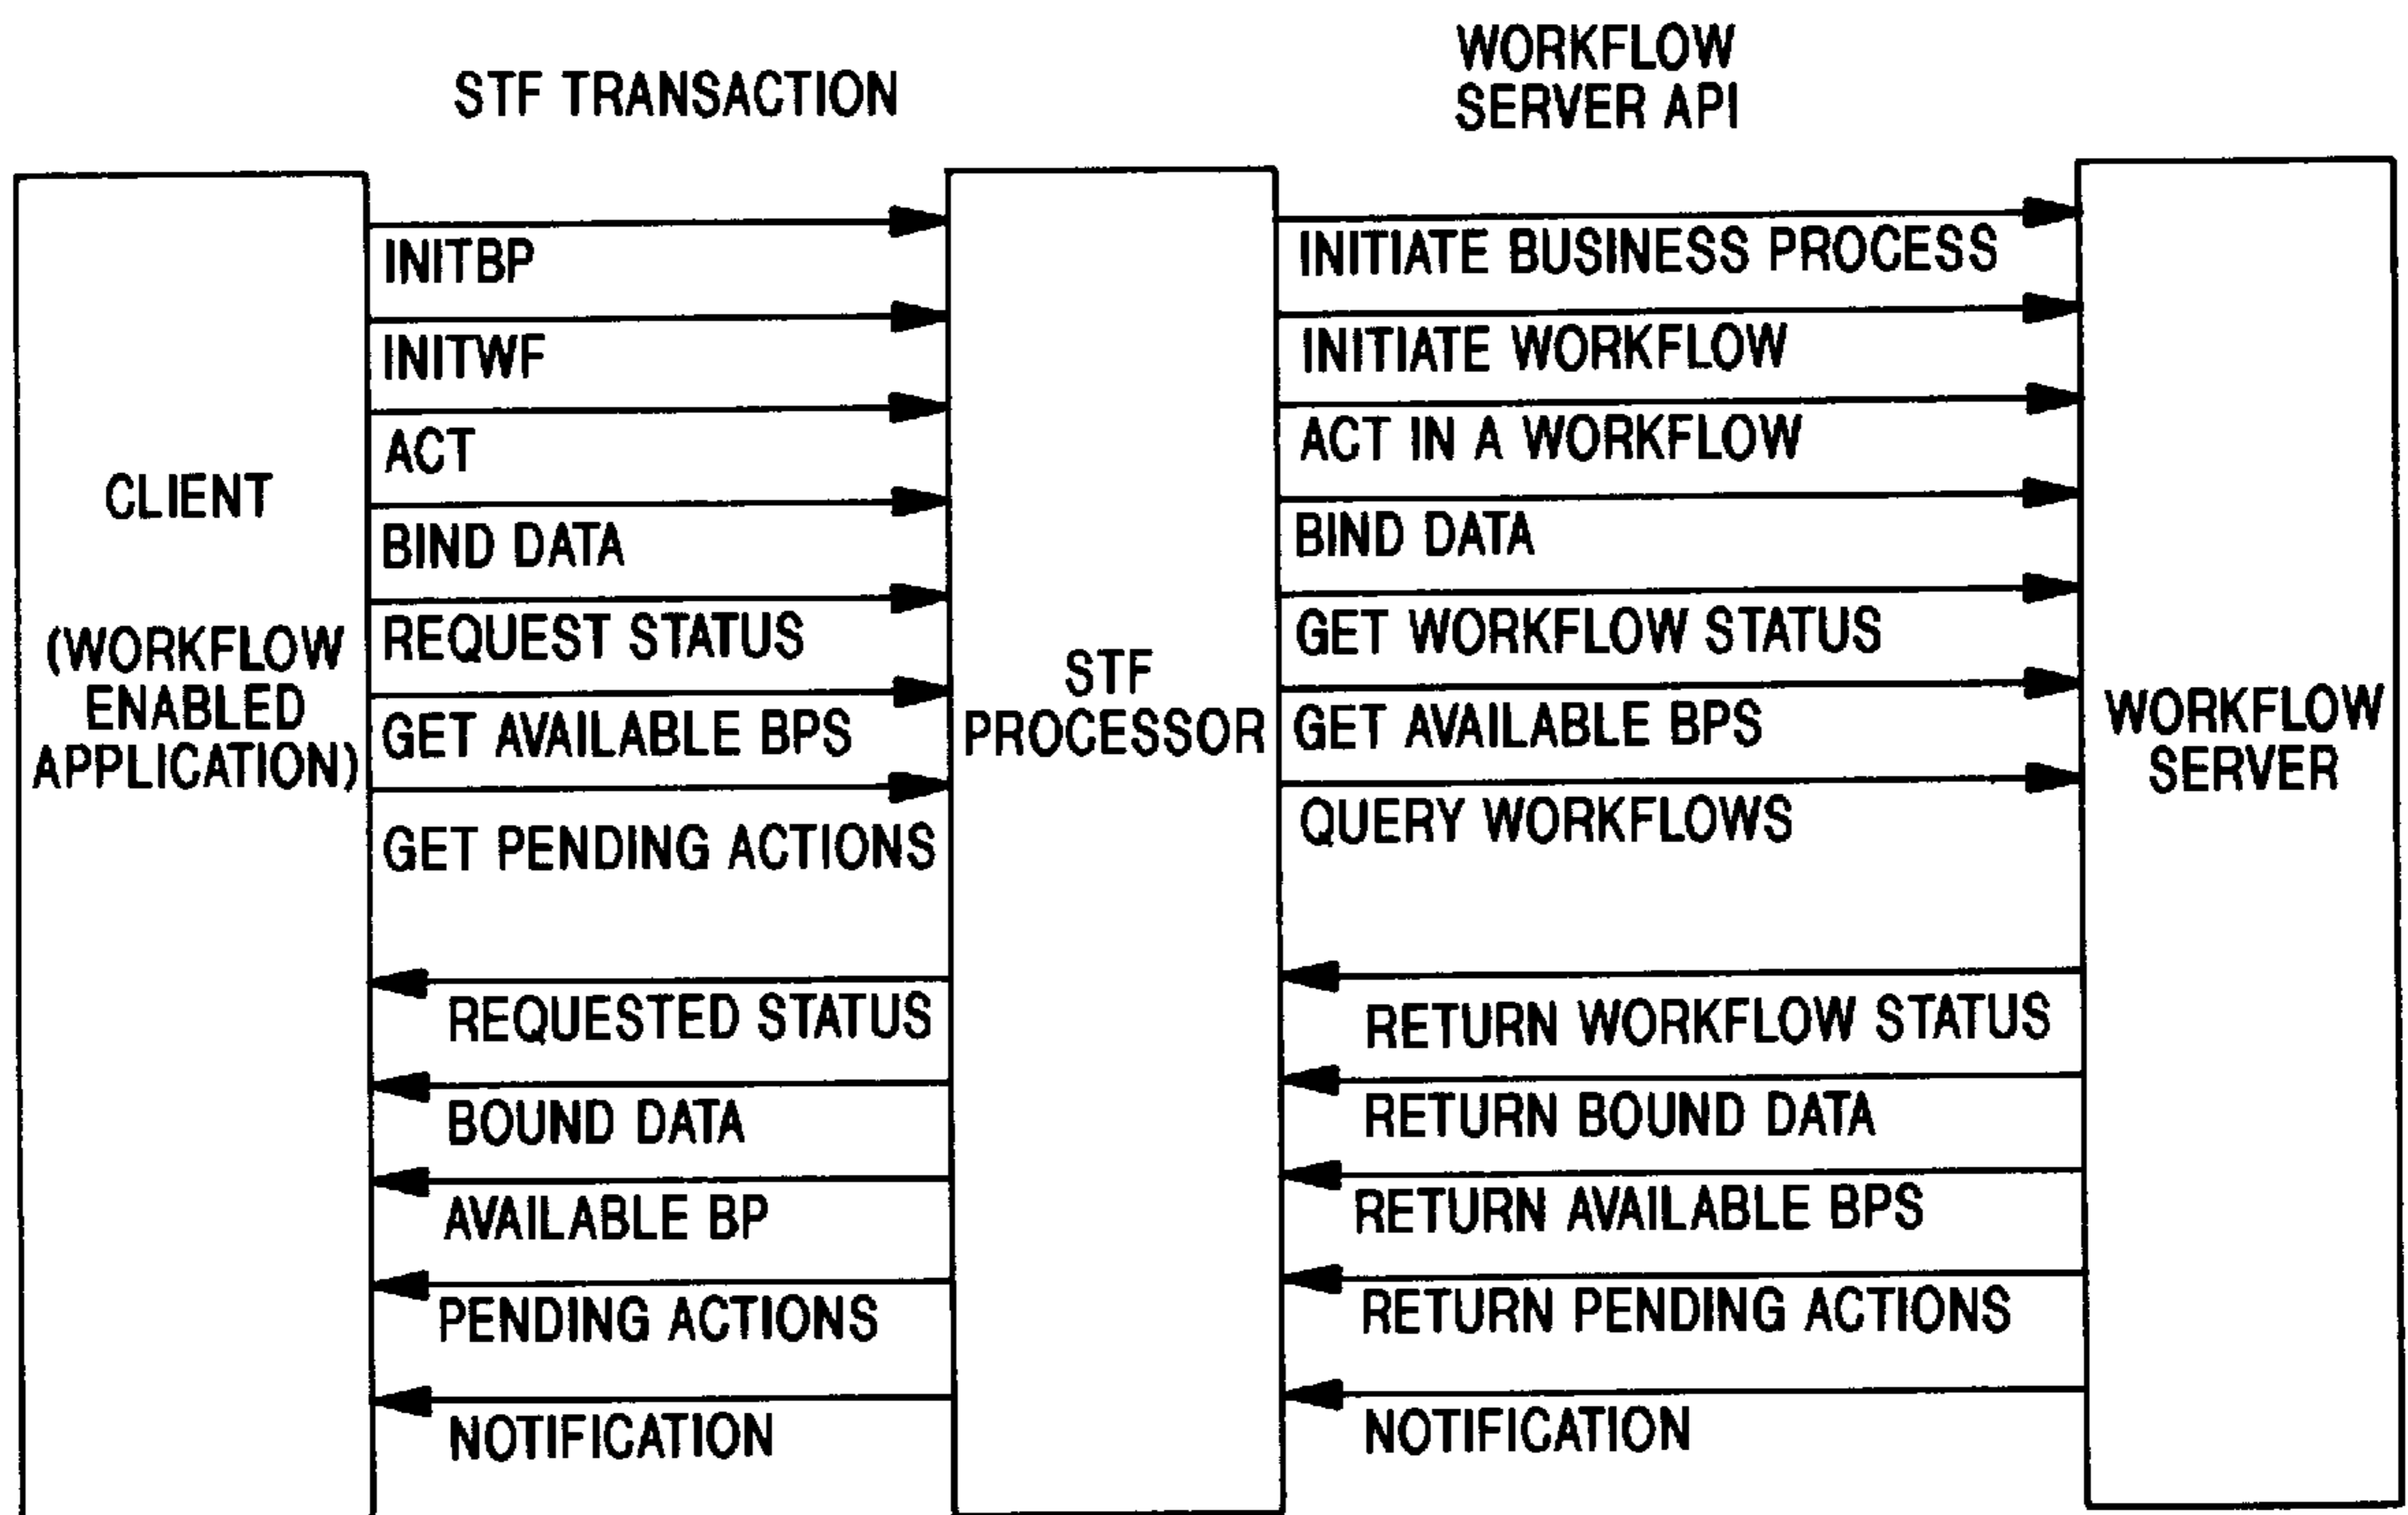 STF TRANSACTION
WORKFLOW
SERVER API
CLIENT
(WORKFLOW
ENABLED
APPLICATION)
INITBP
INITWF
ACT
BIND DATA
REQUEST STATUS
GET AVAILABLE BPS
GET PENDING ACTIONS
REQUESTED STATUS
BOUND DATA
AVAILABLE BP
PENDING ACTIONS
NOTIFICATION
STF
PROCESSOR
INITIATE BUSINESS PROCESS
INITIATE WORKFLOW
ACT IN A WORKFLOW
BIND DATA
GET WORKFLOW STATUS
GET AVAILABLE BPS
QUERY WORKFLOWS
RETURN WORKFLOW STATUS
RETURN BOUND DATA
RETURN AVAILABLE BPS
RETURN PENDING ACTIONS
NOTIFICATION
WORKFLOW
SERVER